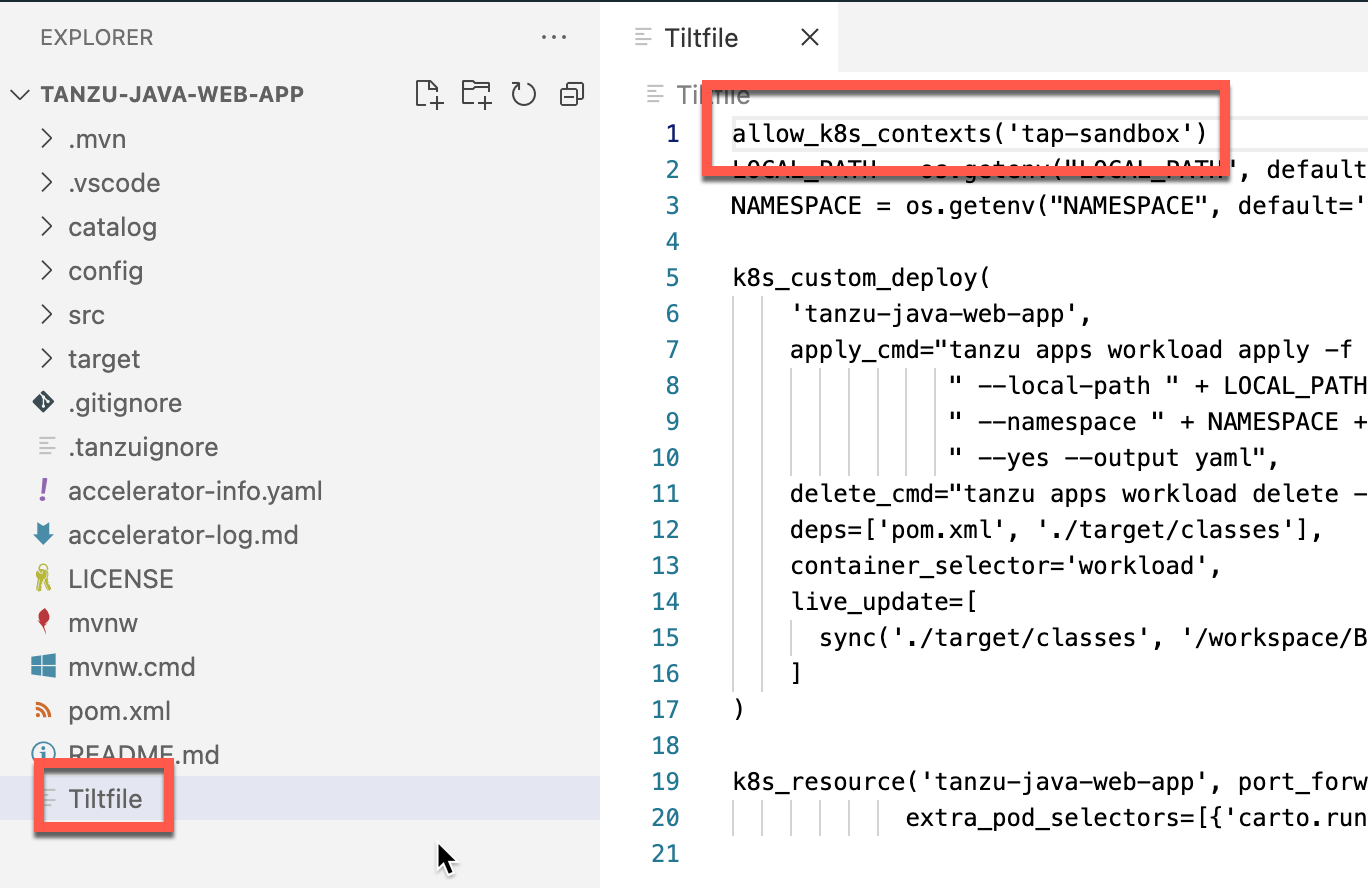 EXPLORER
TANZU-JAVA-WEB-APP
.mvn
.vscode
catalog
config
src
target
.gitignore
.tanzuignore
accelerator-info.yaml
accelerator-log.md
LICENSE
mvnw
mvnw.cmd
pom.xml
README.md
Tiltfile
Tiltfile
Tiltfile
1 allow_k8s_contexts('tap-sandbox')
2 LOCAL_PATH = os.getenv("LOCAL_PATH", default
3 NAMESPACE = os.getenv("NAMESPACE", default='
4
5 k8s_custom_deploy(
6 'tanzu-java-web-app',
7 apply_cmd="tanzu apps workload apply -f
8 " --local-path " + LOCAL_PATH
9 " --namespace " + NAMESPACE +
10 " --yes --output yaml",
11 delete_cmd="tanzu apps workload delete -
12 deps=['pom.xml', './target/classes'],
13 container_selector='workload',
14 live_update=[
15 sync('./target/classes', '/workspace/B
16 ]
17 )
18
19 k8s_resource('tanzu-java-web-app', port_forw
20 extra_pod_selectors=[{'carto.run
21